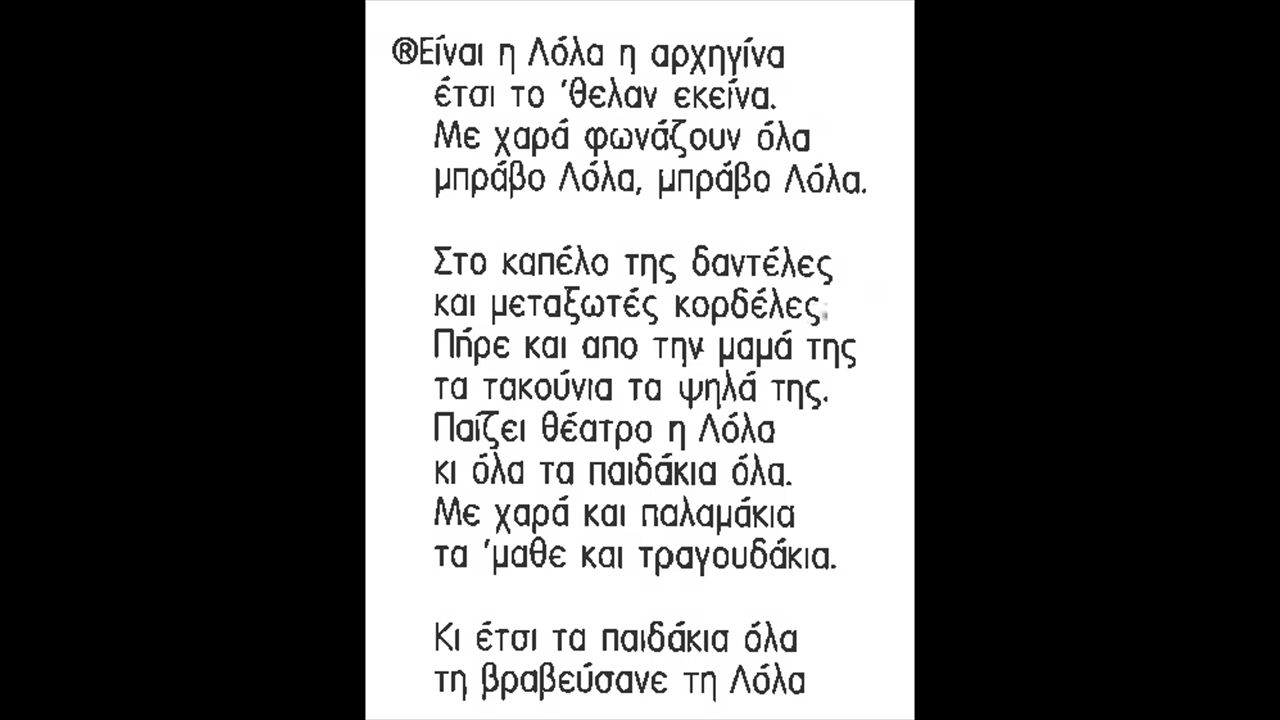 ®Είναι η Λόλα η αρχηγίνα
έτσι το 'θελαν εκείνα.
Με χαρά φωνάζουν όλα
μπράβο Λόλα, μπράβο Λόλα.
Στο καπέλο της δαντέλες
και μεταξωτές κορδέλες.
Πήρε και απο την μαμά της
τα τακούνια τα ψηλά της.
Παίζει θέατρο η Λόλα
κι όλα τα παιδάκια όλα.
Με χαρά και παλαμάκια
τα 'μαθε και τραγουδάκια.
Κι έτσι τα παιδάκια όλα
τη βραβεύσανε τη Λόλα